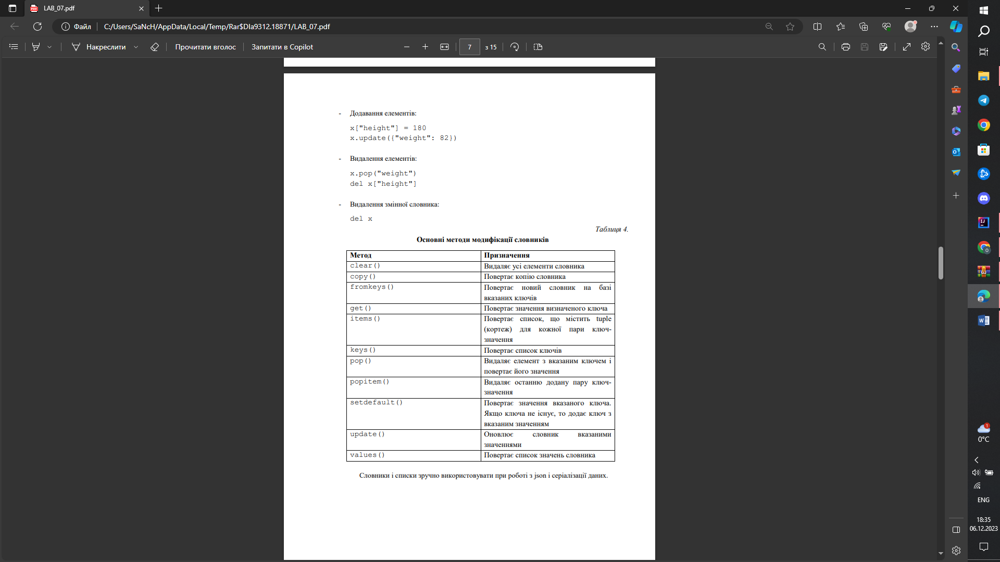 LAB_07.pdf
Файл
C:/Users/SaNcH/AppData/Local/Temp/Rar$DIa9312.18871/LAB_07.pdf
Накреслити
Прочитати вголос
Запитати в Copilot
7
з 15
- Додавання елементів:
x["height"] = 180
x.update({"weight": 82})
- Видалення елементів:
x.pop("weight")
del x["height"]
- Видалення змінної словника:
del x
Таблиця 4.
Основні методи модифікації словників
Метод Призначення
clear() Видаляє усі елементи словника
copy() Повертає копію словника
fromkeys() Повертає новий словник на базі
вказаних ключів
get() Повертає значення визначеного ключа
items() Повертає список, що містить tuple
(кортеж) для кожної пари ключ-
значення
keys() Повертає список ключів
pop() Видаляє елемент з вказаним ключем і
повертає його значення
popitem() Видаляє останню додану пару ключ-
значення
setdefault() Повертає значення вказаного ключа.
Якщо ключа не існує, то додає ключ з
вказаним значенням
update() Оновлює словник вказаними
значеннями
values() Повертає список значень словника
Словники і списки зручно використовувати при роботі з json і серіалізації даних.
1
0°C
ENG
18:35
06.12.2023